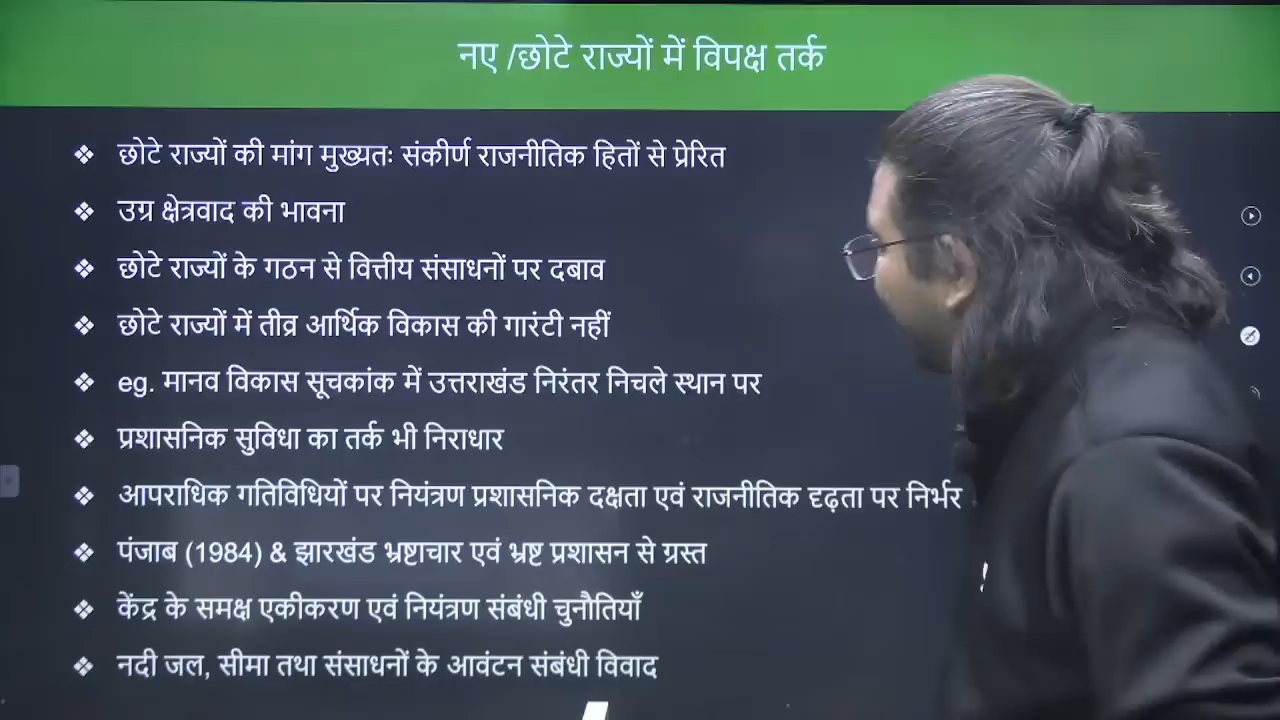 नए /छोटे राज्यों में विपक्ष तर्क
❖ छोटे राज्यों की मांग मुख्यतः संकीर्ण राजनीतिक हितों से प्रेरित
❖ उग्र क्षेत्रवाद की भावना
❖ छोटे राज्यों के गठन से वित्तीय संसाधनों पर दबाव
❖ छोटे राज्यों में तीव्र आर्थिक विकास की गारंटी नहीं
❖ eg. मानव विकास सूचकांक में उत्तराखंड निरंतर निचले स्थान पर
❖ प्रशासनिक सुविधा का तर्क भी निराधार
❖ आपराधिक गतिविधियों पर नियंत्रण प्रशासनिक दक्षता एवं राजनीतिक दृढ़ता पर निर्भर
❖ पंजाब (1984) & झारखंड भ्रष्टाचार एवं भ्रष्ट प्रशासन से ग्रस्त
❖ केंद्र के समक्ष एकीकरण एवं नियंत्रण संबंधी चुनौतियाँ
❖ नदी जल, सीमा तथा संसाधनों के आवंटन संबंधी विवाद